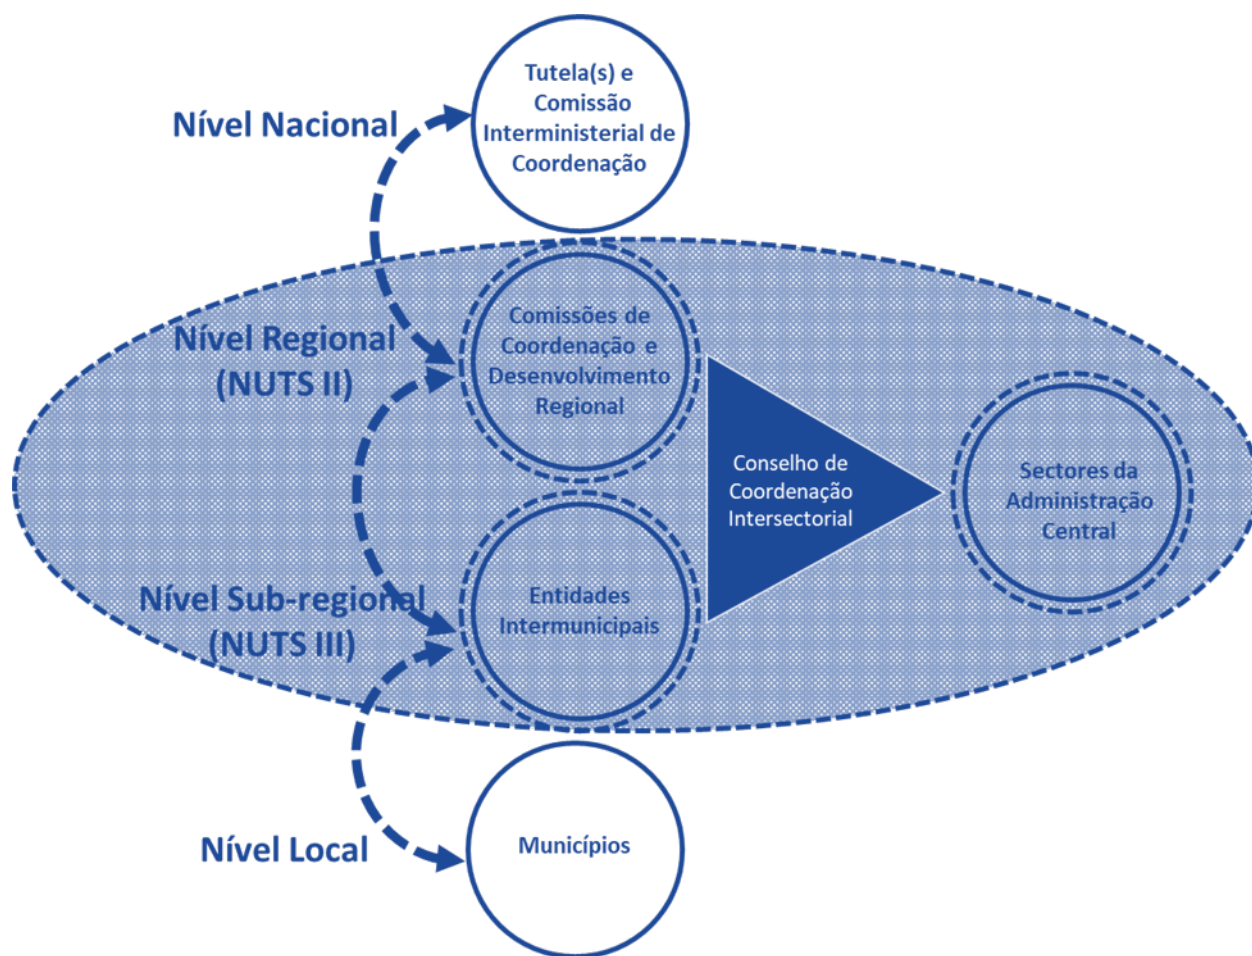 Tutela(s) e
Comissão
Interministerial de
Coordenação
Nível Nacional
Nível Regional
(NUTS II)
Comissões de
Coordenação e
Desenvolvimento
Regional
Conselho de
Coordenação
Intersectorial
Sectores da
Administração
Central
Nível Sub-regional
(NUTS III)
Entidades
Intermunicipais
Nível Local
Municípios